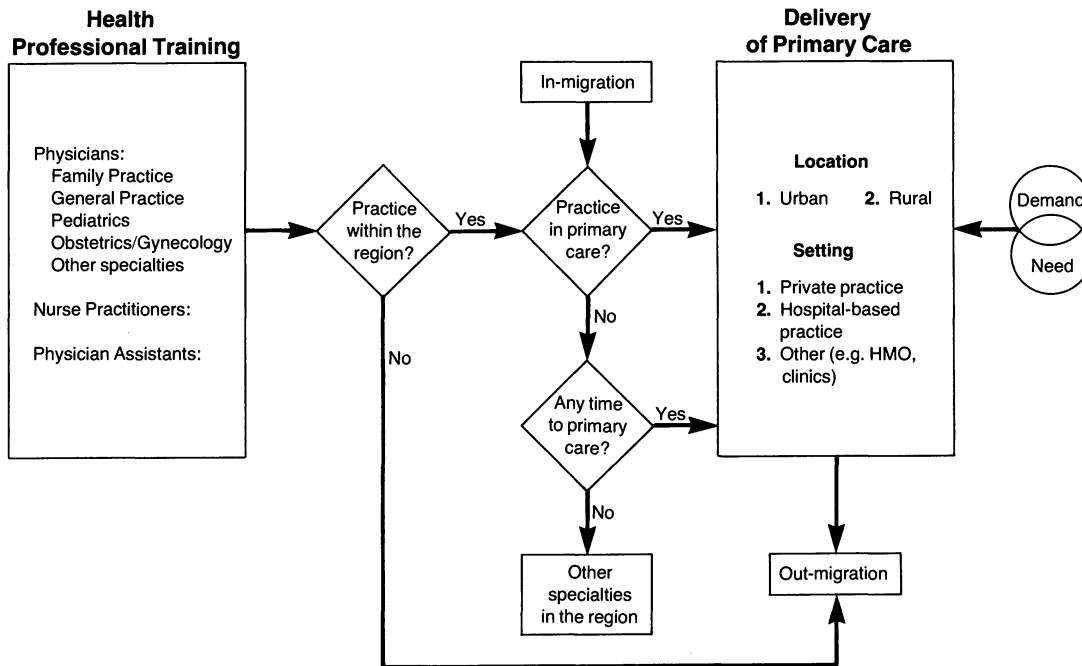 Health
Professional Training
Physicians:
Family Practice
General Practice
Pediatrics
Obstetrics/Gynecology
Other specialties
Nurse Practitioners:
Physician Assistants:
Practice
within the
region?
Yes
No
In-migration
Practice
in primary
care?
Yes
No
Any time
to primary
care?
Yes
No
Other
specialties
in the region
Delivery
of Primary Care
Location
1. Urban 2. Rural
Setting
1. Private practice
2. Hospital-based
practice
3. Other (e.g. HMO,
clinics)
Demand
Need
Out-migration